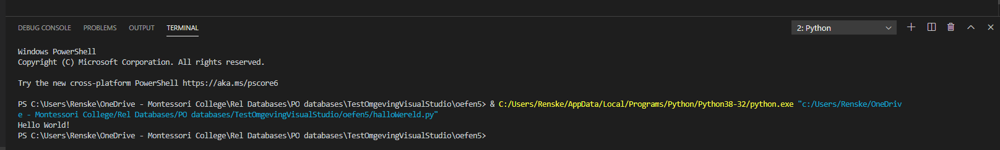 DEBUG CONSOLE PROBLEMS OUTPUT TERMINAL 2: Python
Windows PowerShell
Copyright (C) Microsoft Corporation. All rights reserved.
Try the new cross-platform PowerShell https://aka.ms/pscore6
PS C:\Users\Renske\OneDrive - Montessori College\Rel Databases\PO databases\TestOmgevingVisualStudio\oefen5> & C:/Users/Renske/AppData/Local/Programs/Python/Python38-32/python.exe "c:/Users/Renske/OneDriv
e - Montessori College/Rel Databases/PO databases/TestOmgevingVisualStudio/oefen5/halloWereld.py"
Hello World!
PS C:\Users\Renske\OneDrive - Montessori College\Rel Databases\PO databases\TestOmgevingVisualStudio\oefen5>